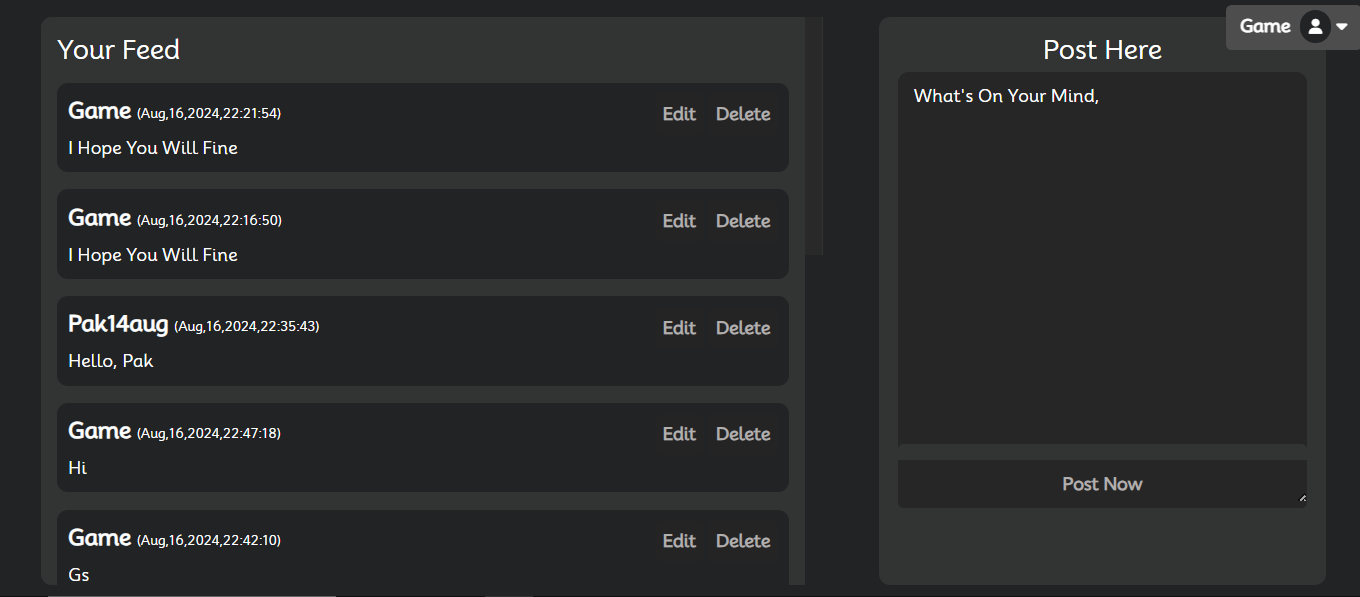 Your Feed
Game (Aug,16,2024,22:21:54)
Edit Delete
I Hope You Will Fine
Game (Aug,16,2024,22:16:50)
Edit Delete
I Hope You Will Fine
Pak14aug (Aug,16,2024,22:35:43)
Edit Delete
Hello, Pak
Game (Aug,16,2024,22:47:18)
Edit Delete
Hi
Game (Aug,16,2024,22:42:10)
Edit Delete
Gs
Game
Post Here
What's On Your Mind,
Post Now